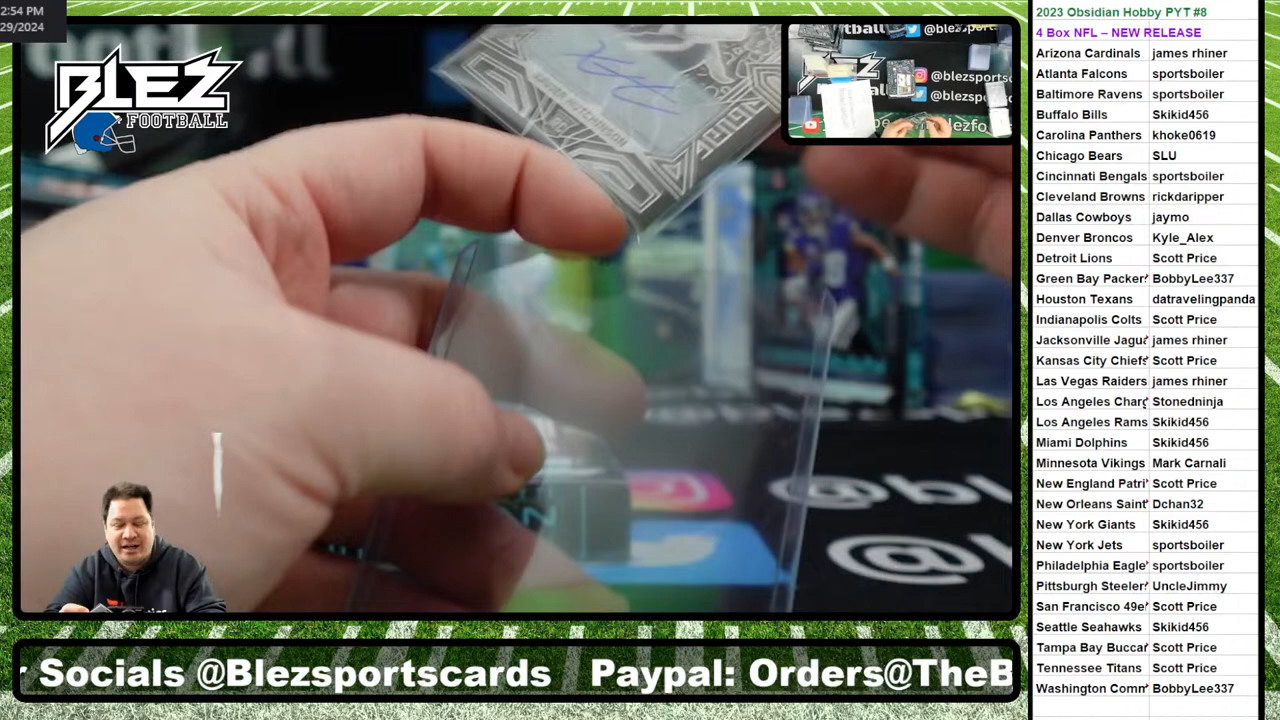 2:54 PM
29/2024
BLEZ
FOOTBALL
@blezsportsc
@blezsp
@bl
@
2023 Obsidian Hobby PYT #8
4 Box NFL – NEW RELEASE
Arizona Cardinals james rhiner
Atlanta Falcons sportsboiler
Baltimore Ravens sportsboiler
Buffalo Bills Skikid456
Carolina Panthers khoke0619
Chicago Bears SLU
Cincinnati Bengals sportsboiler
Cleveland Browns rickdaripper
Dallas Cowboys jaymo
Denver Broncos Kyle_Alex
Detroit Lions Scott Price
Green Bay Packer BobbyLee337
Houston Texans datravelingpanda
Indianapolis Colts Scott Price
Jacksonville Jagua james rhiner
Kansas City Chiefs Scott Price
Las Vegas Raiders james rhiner
Los Angeles Charg Stonedninja
Los Angeles Rams Skikid456
Miami Dolphins Skikid456
Minnesota Vikings Mark Carnali
New England Patri Scott Price
New Orleans Saint Dchan32
New York Giants Skikid456
New York Jets sportsboiler
Philadelphia Eagle sportsboiler
Pittsburgh Steeler UncleJimmy
San Francisco 49e Scott Price
Seattle Seahawks Skikid456
Tampa Bay Buccar Scott Price
Tennessee Titans Scott Price
Washington Comm BobbyLee337
r Socials @Blezsportscards Paypal: Orders@TheB